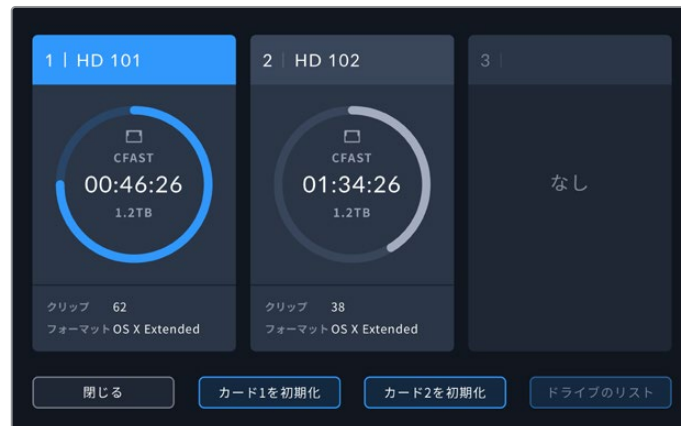 1 | HD 101
CFAST
00:46:26
1.2TB
クリップ 62
フォーマット OS X Extended
2 | HD 102
CFAST
01:34:26
1.2TB
クリップ 38
フォーマット OS X Extended
3 |
なし
閉じる
カード1を初期化
カード2を初期化
ドライブのリスト